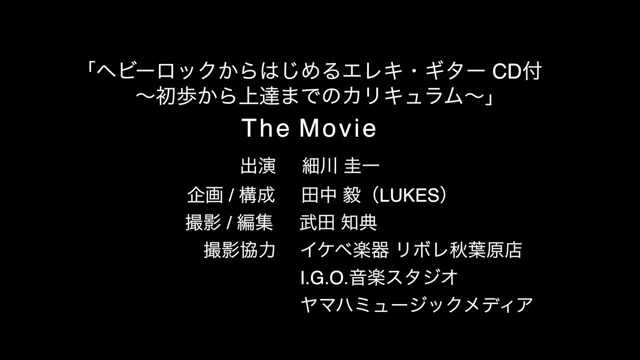 「ヘビーロックからはじめるエレキ・ギター CD付
～初歩から上達までのカリキュラム～」
The Movie
出演 細川 圭一
企画 / 構成 田中 毅（LUKES）
撮影 / 編集 武田 知典
撮影協力 イケベ楽器 リボレ秋葉原店
I.G.O.音楽スタジオ
ヤマハミュージックメディア